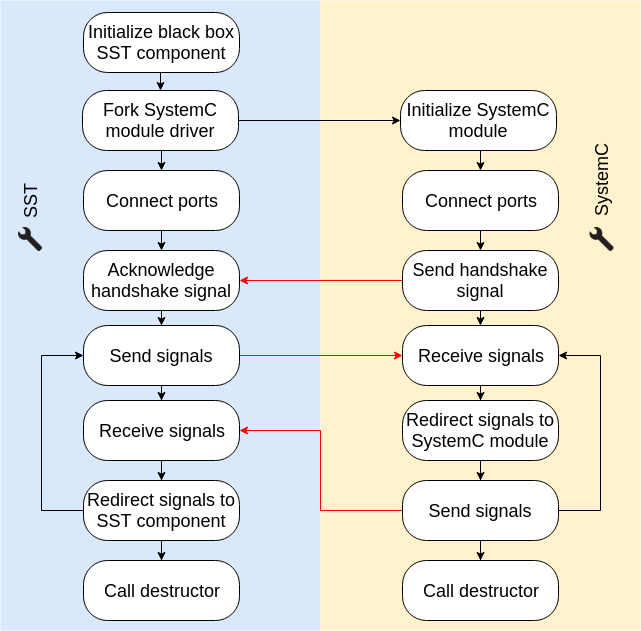 Initialize black box
SST component
Fork SystemC
module driver
Connect ports
Acknowledge
handshake signal
Send signals
Receive signals
Redirect signals to
SST component
Call destructor
SST
Initialize SystemC
module
Connect ports
Send handshake
signal
Receive signals
Redirect signals to
SystemC module
Send signals
Call destructor
SystemC